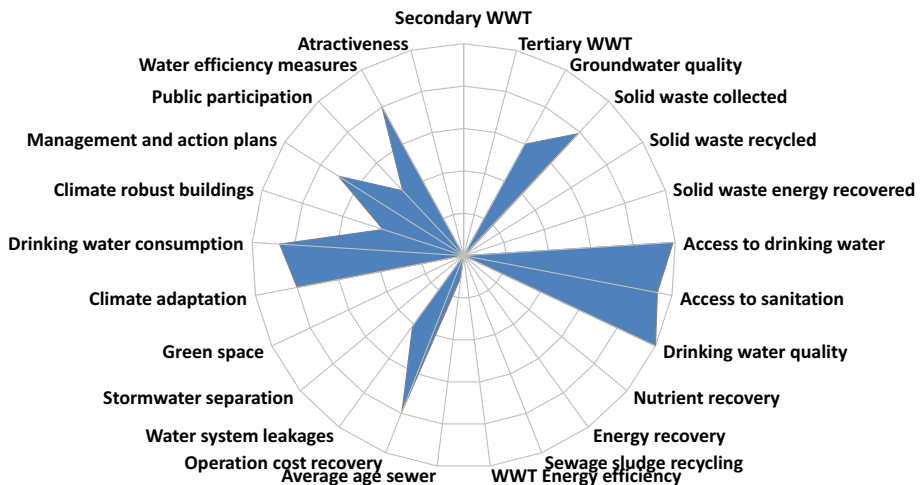 Secondary WWT
Atractiveness
Tertiary WWT
Water efficiency measures
Groundwater quality
Public participation
Solid waste collected
Management and action plans
Solid waste recycled
Climate robust buildings
Solid waste energy recovered
Drinking water consumption
Access to drinking water
Climate adaptation
Access to sanitation
Green space
Drinking water quality
Stormwater separation
Nutrient recovery
Water system leakages
Energy recovery
Operation cost recovery
Sewage sludge recycling
Average age sewer
WWT Energy efficiency